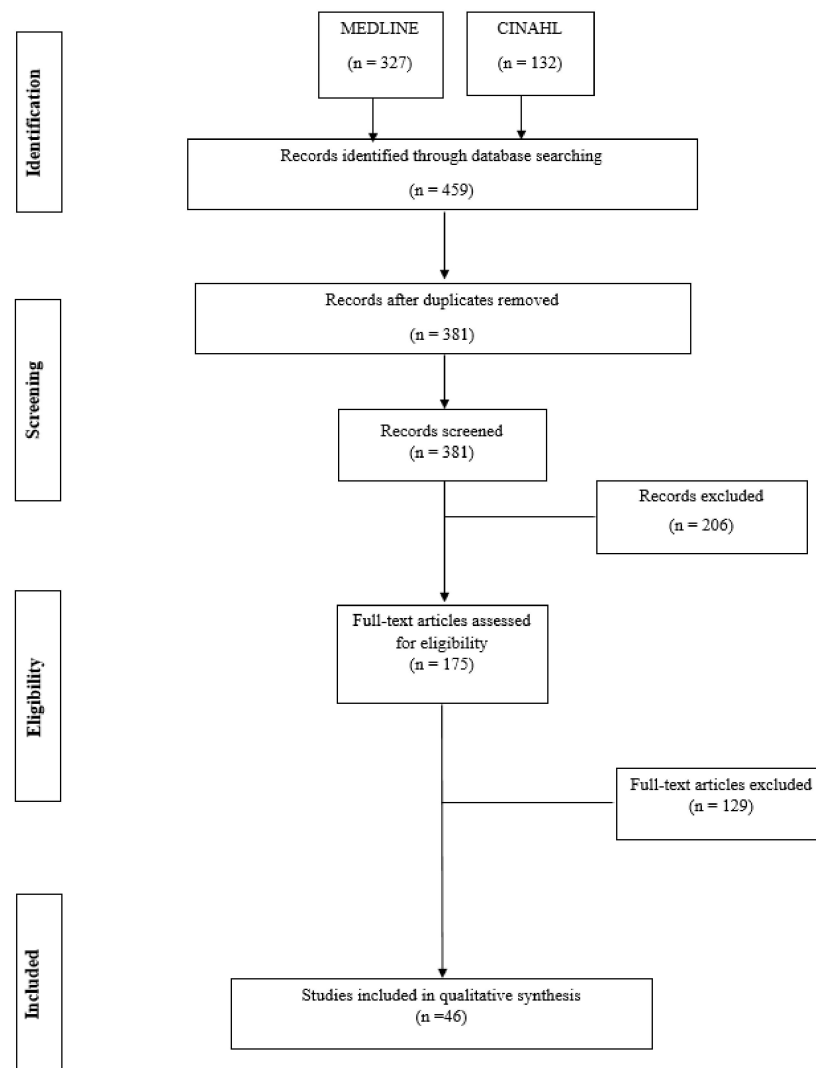 MEDLINE
(n = 327)
CINAHL
(n = 132)
Identification
Records identified through database searching
(n = 459)
Records after duplicates removed
(n = 381)
Screening
Records screened
(n = 381)
Records excluded
(n = 206)
Eligibility
Full-text articles assessed
for eligibility
(n = 175)
Full-text articles excluded
(n = 129)
Included
Studies included in qualitative synthesis
(n =46)